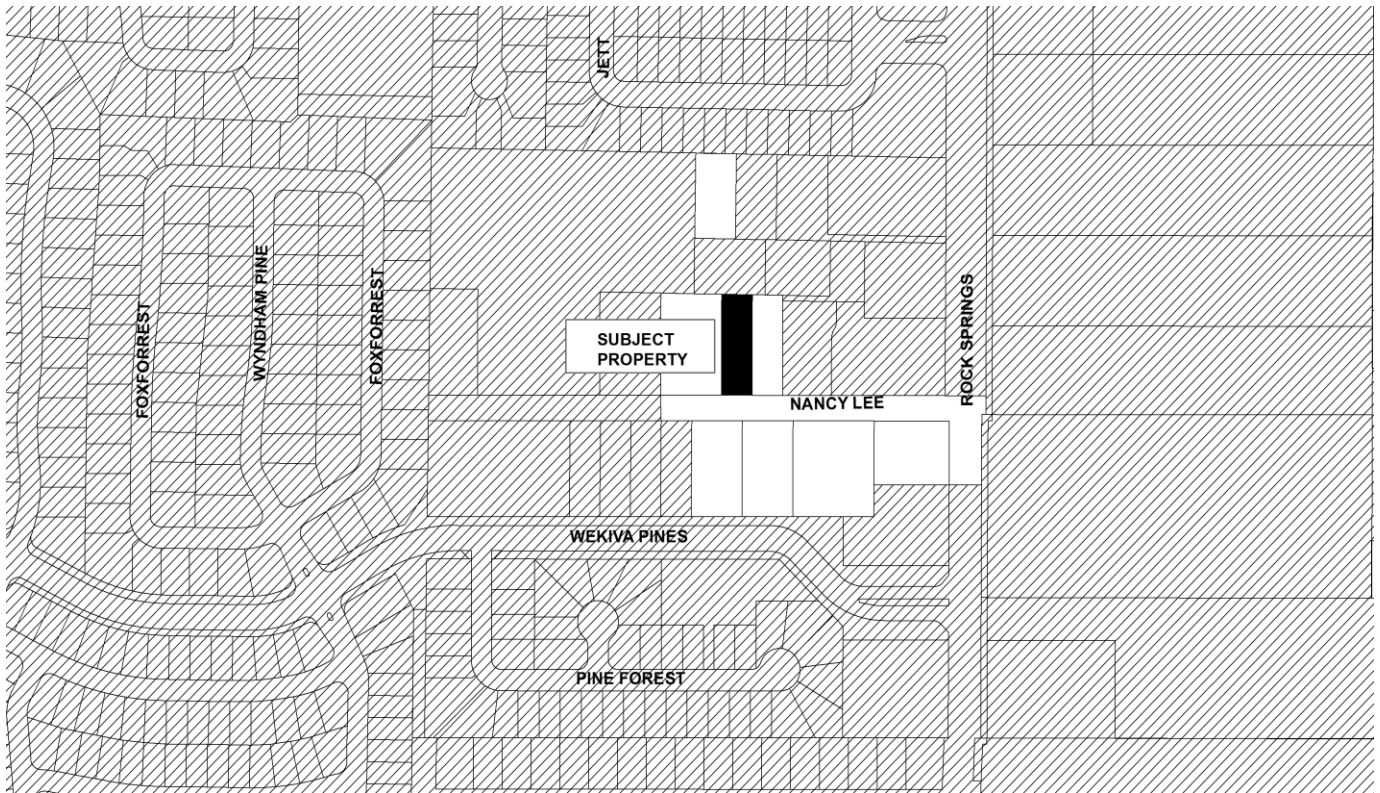 JETT
WYNDHAM PINE
FOXFORREST
FOXFORREST
ROCK SPRINGS
SUBJECT
PROPERTY
NANCY LEE
WEKIVA PINES
PINE FOREST